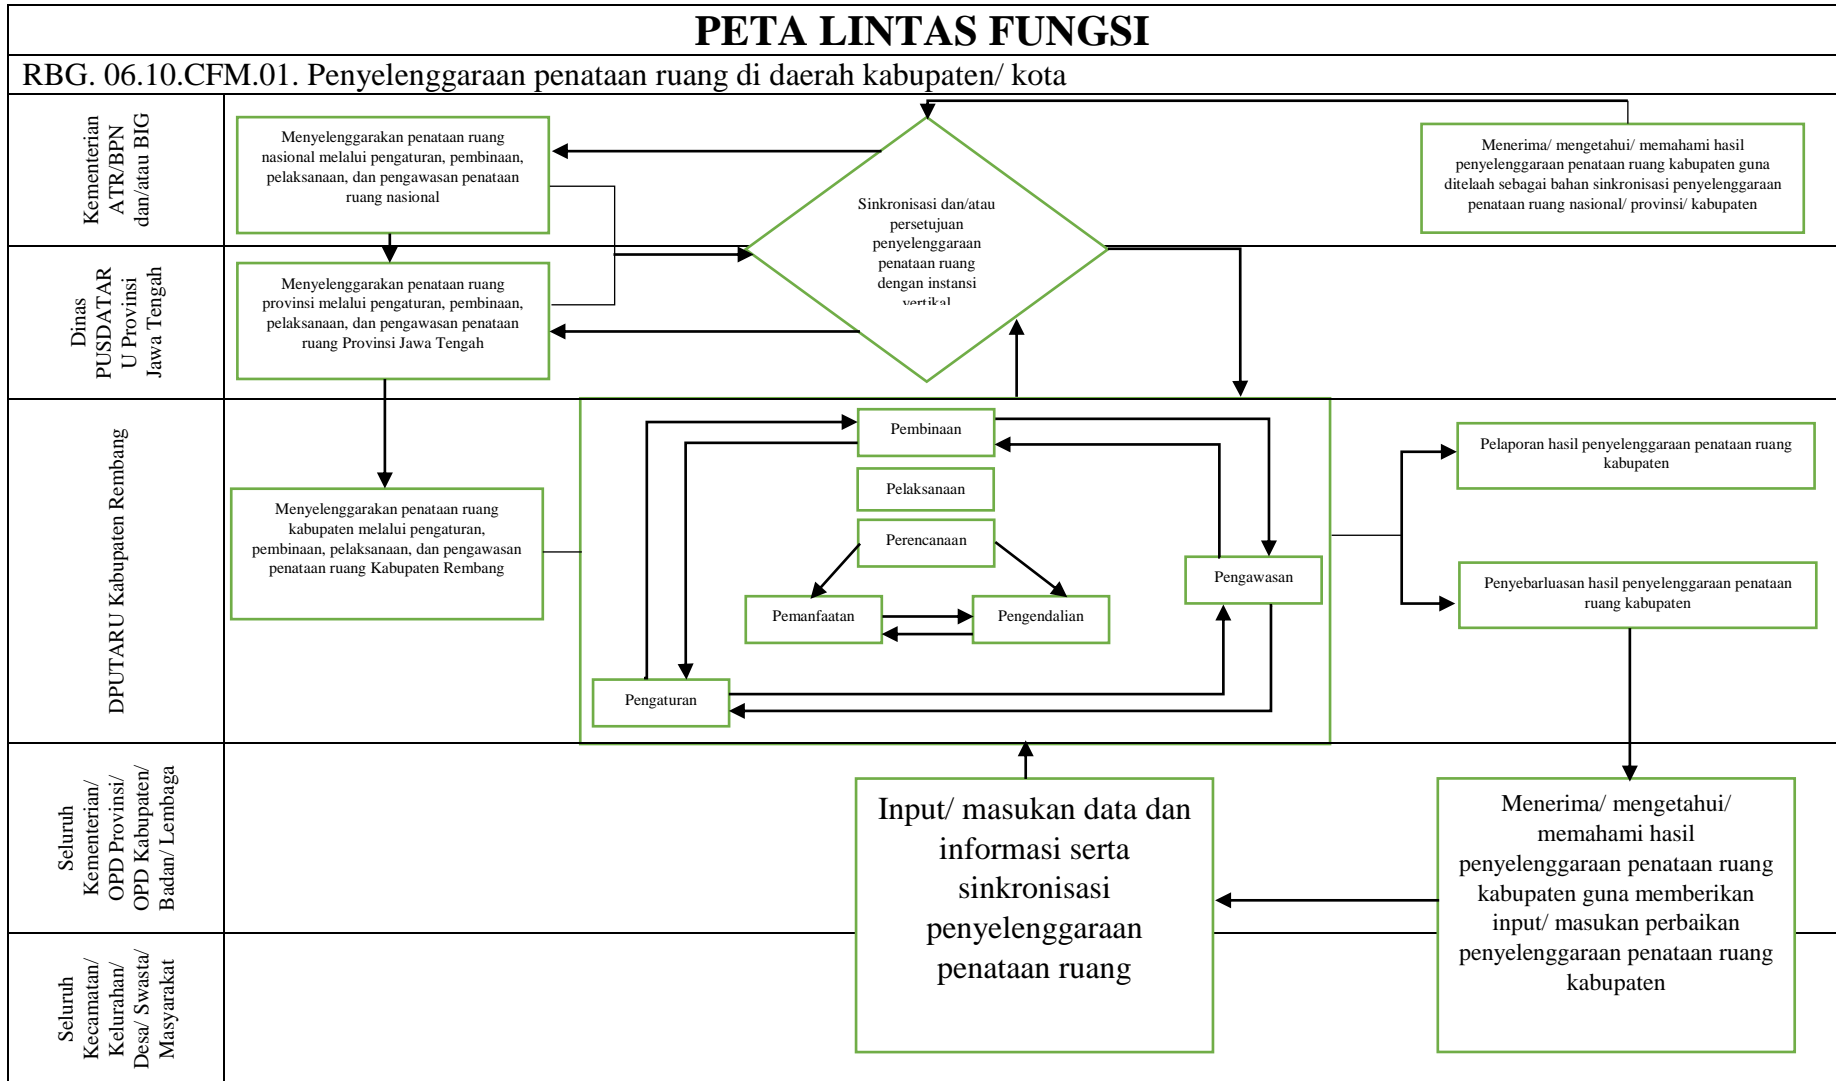 PETA LINTAS FUNGSI
RBG. 06.10.CFM.01. Penyelenggaraan penataan ruang di daerah kabupaten/ kota
Kementerian
ATR/BPN
dan/atau BIG
Menyelenggarakan penataan ruang
nasional melalui pengaturan, pembinaan,
pelaksanaan, dan pengawasan penataan
ruang nasional
Sinkronisasi dan/atau
persetujuan
penyelenggaraan
penataan ruang
dengan instansi
vertikal
Menerima/ mengetahui/ memahami hasil
penyelenggaraan penataan ruang kabupaten guna
ditelaah sebagai bahan sinkronisasi penyelenggaraan
penataan ruang nasional/ provinsi/ kabupaten
Dinas
PUSDATAR
U Provinsi
Jawa Tengah
Menyelenggarakan penataan ruang
provinsi melalui pengaturan, pembinaan,
pelaksanaan, dan pengawasan penataan
ruang Provinsi Jawa Tengah
DPUTARU Kabupaten Rembang
Menyelenggarakan penataan ruang
kabupaten melalui pengaturan,
pembinaan, pelaksanaan, dan pengawasan
penataan ruang Kabupaten Rembang
Pembinaan
Pelaksanaan
Perencanaan
Pemanfaatan
Pengendalian
Pengawasan
Pengaturan
Pelaporan hasil penyelenggaraan penataan ruang
kabupaten
Penyebarluasan hasil penyelenggaraan penataan
ruang kabupaten
Seluruh
Kementerian/
OPD Provinsi/
OPD Kabupaten/
Badan/ Lembaga
Input/ masukan data dan
informasi serta
sinkronisasi
penyelenggaraan
penataan ruang
Menerima/ mengetahui/
memahami hasil
penyelenggaraan penataan ruang
kabupaten guna memberikan
input/ masukan perbaikan
penyelenggaraan penataan ruang
kabupaten
Seluruh
Kecamatan/
Kelurahan/
Desa/ Swasta/
Masyarakat